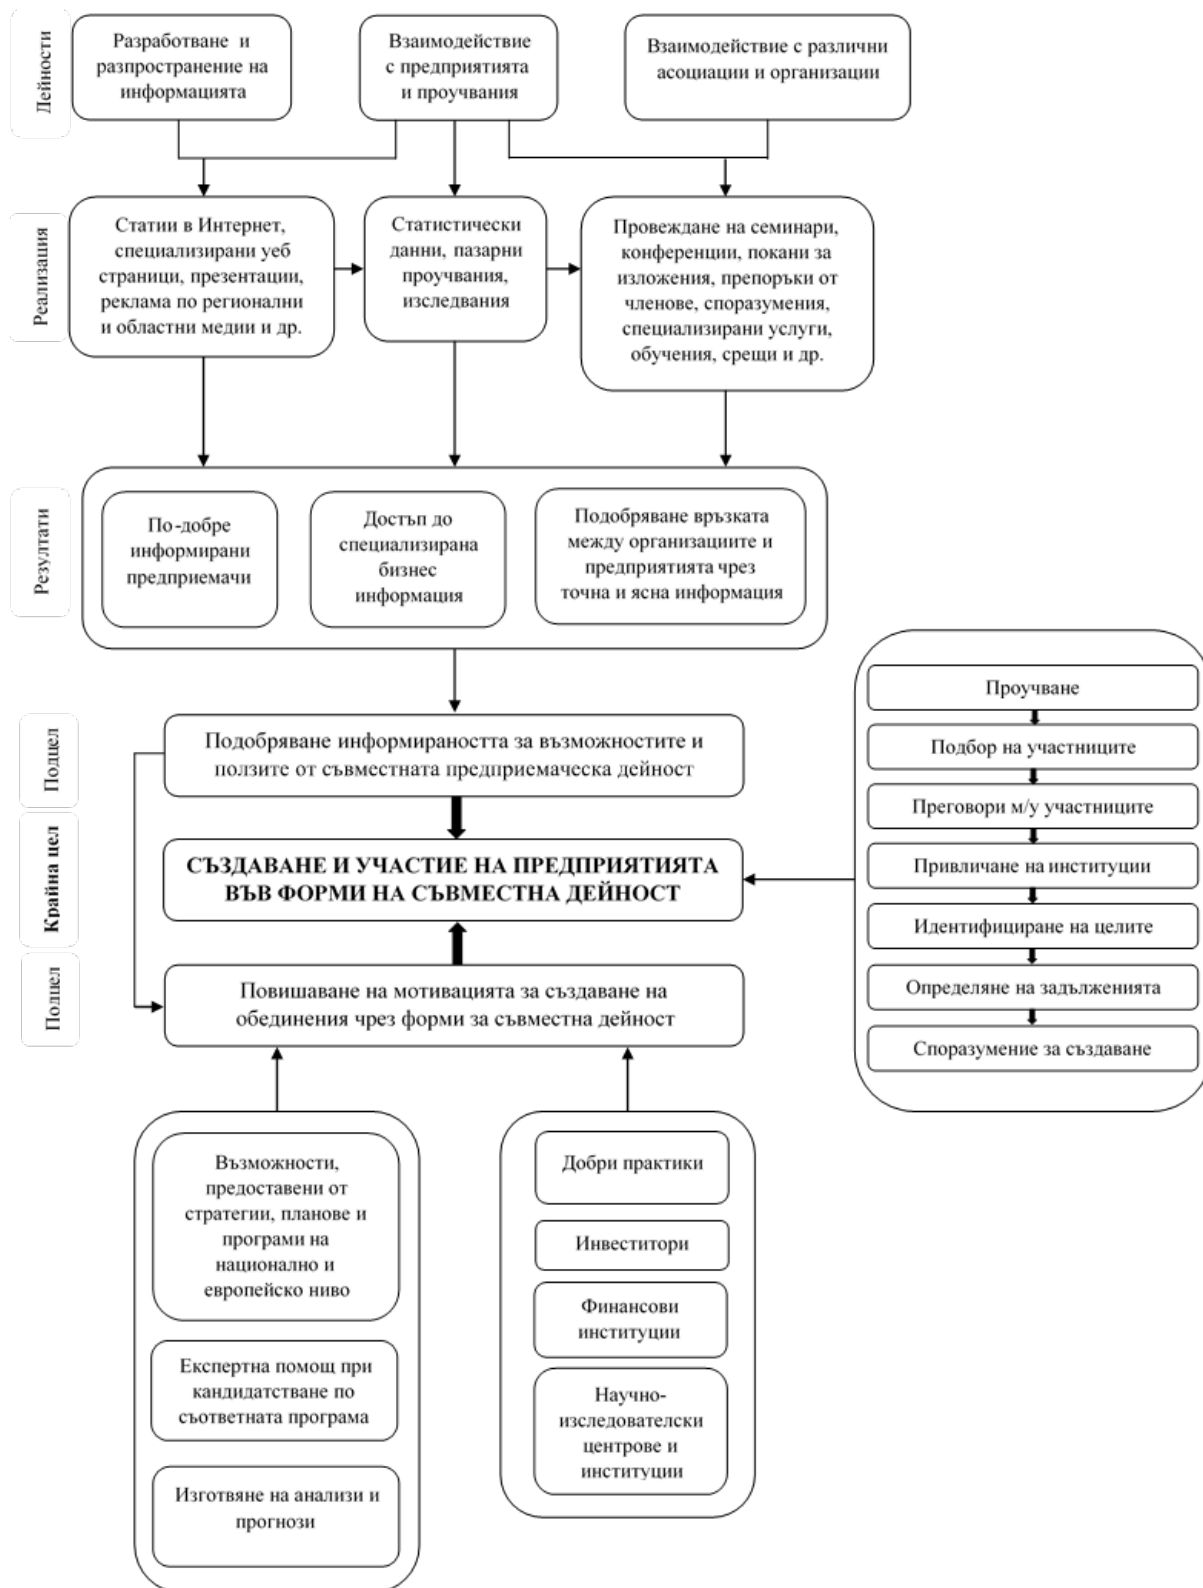 Дейности
Разработване и
разпространение на
информацията
Взаимодействие
с предприятията
и проучвания
Взаимодействие с различни
асоциации и организации
Реализация
Статии в Интернет,
специализирани уеб
страници, презентации,
реклама по регионални
и областни медии и др.
Статистически
данни, пазарни
проучвания,
изследвания
Провеждане на семинари,
конференции, покани за
изложения, препоръки от
членове, споразумения,
специализирани услуги,
обучения, срещи и др.
Резултати
По-добре
информирани
предприемачи
Достъп до
специализирана
бизнес
информация
Подобряване връзката
между организациите и
предприятията чрез
точна и ясна информация
Подцел
Подобряване информираността за възможностите и
ползите от съвместната предприемаческа дейност
Крайна цел
СЪЗДАВАНЕ И УЧАСТИЕ НА ПРЕДПРИЯТИЯТА
ВЪВ ФОРМИ НА СЪВМЕСТНА ДЕЙНОСТ
Подцел
Повишаване на мотивацията за създаване на
обединения чрез форми за съвместна дейност
Проучване
Подбор на участниците
Преговори м/у участниците
Привличане на институции
Идентифициране на целите
Определяне на задълженията
Споразумение за създаване
Възможности,
предоставени от
стратегии, планове и
програми на
национално и
европейско ниво
Експертна помощ при
кандидатстване по
съответната програма
Изготвяне на анализи и
прогнози
Добри практики
Инвеститори
Финансови
институции
Научно-
изследователски
центрове и
институции